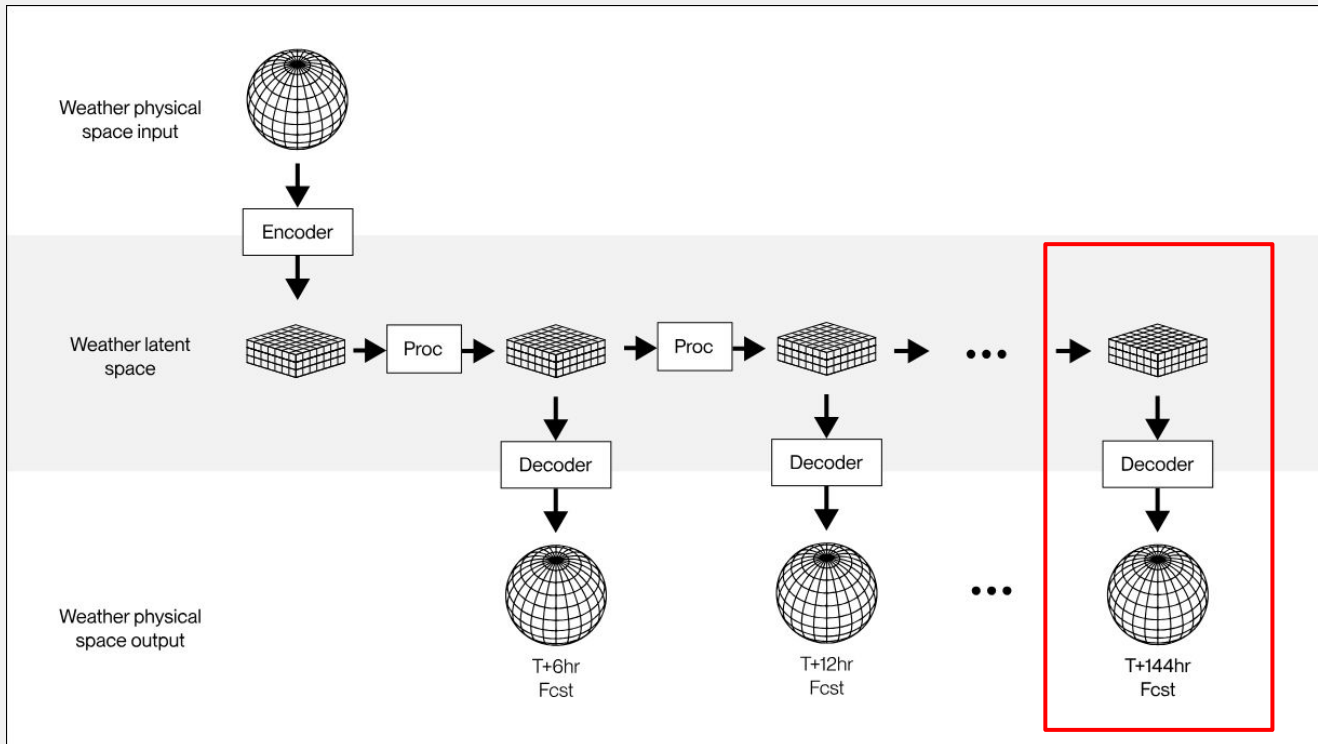 Weather physical
space input
Encoder
Weather latent
space
Proc
Proc
Decoder
Decoder
Decoder
Weather physical
space output
T+6hr
Fcst
T+12hr
Fcst
T+144hr
Fcst